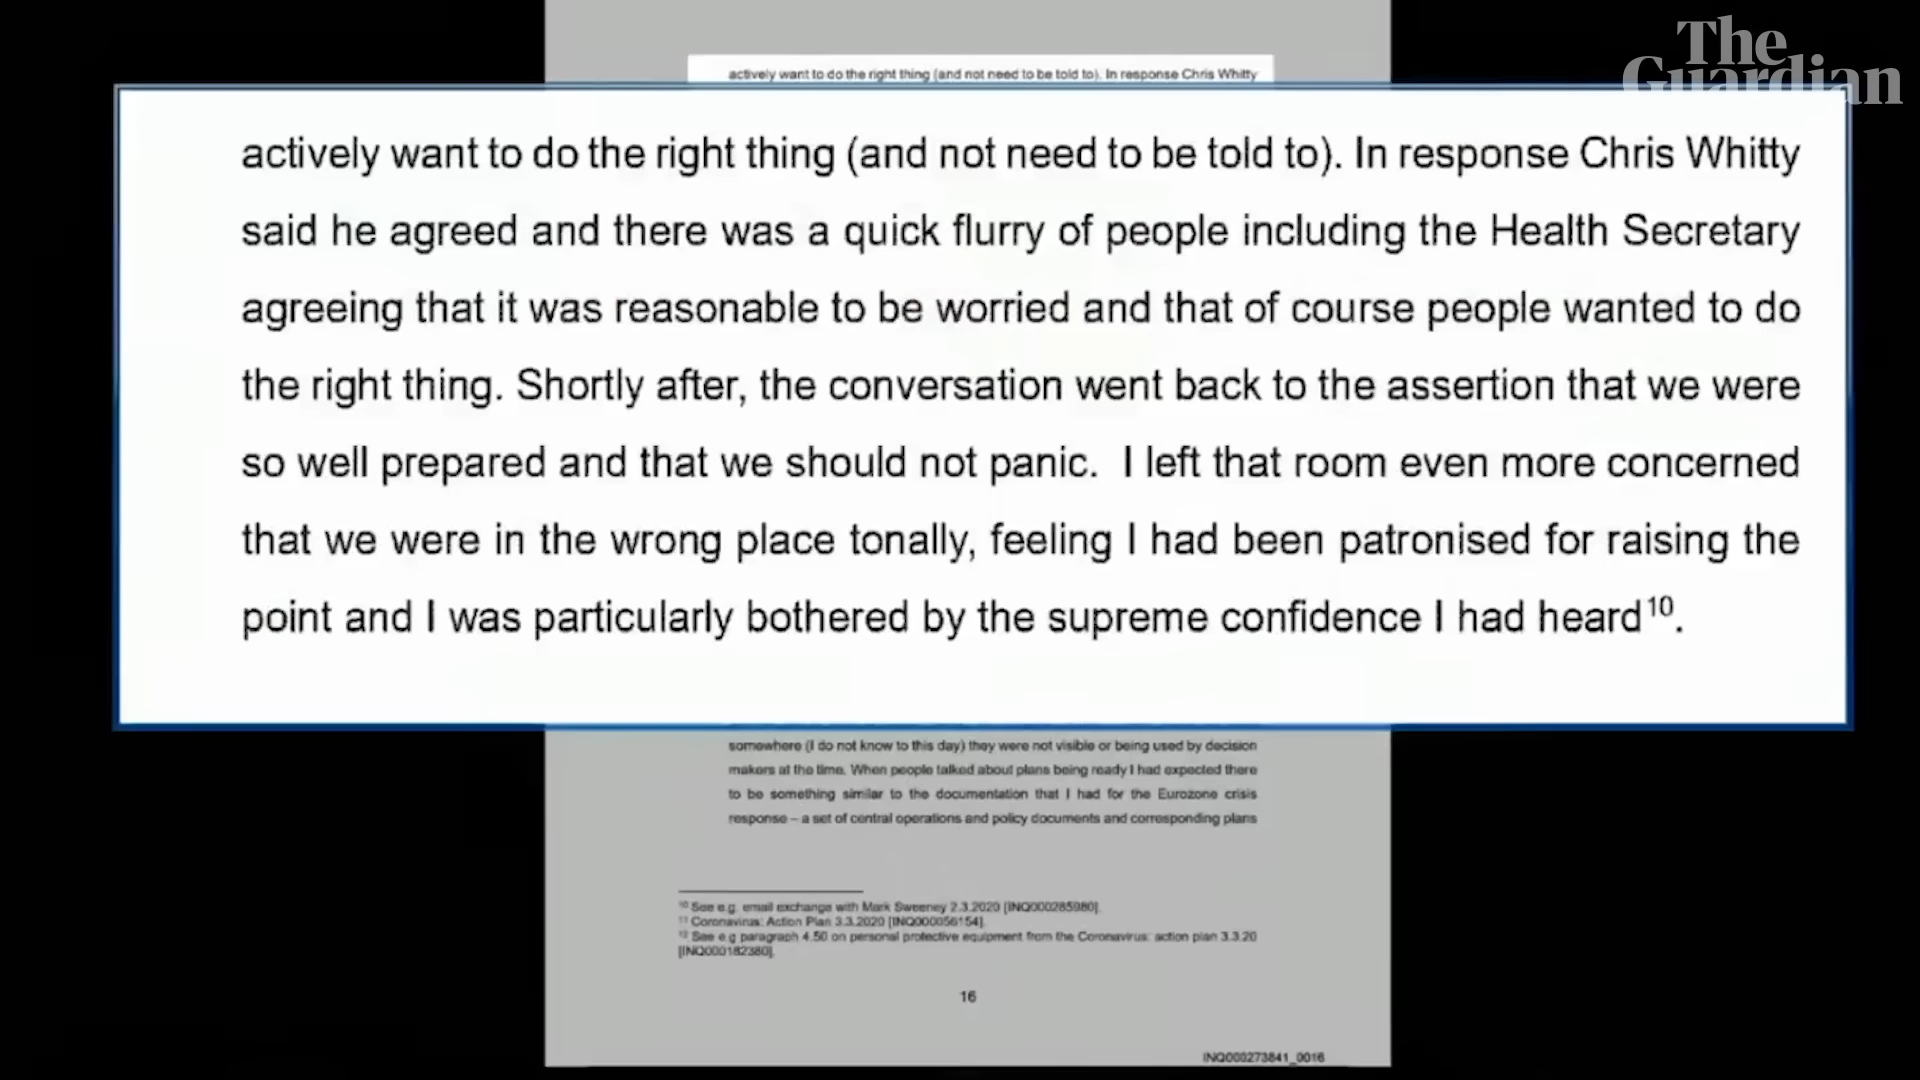 The
Guardian
actively want to do the right thing (and not need to be told to). In response Chris Whitty
actively want to do the right thing (and not need to be told to). In response Chris Whitty
said he agreed and there was a quick flurry of people including the Health Secretary
agreeing that it was reasonable to be worried and that of course people wanted to do
the right thing. Shortly after, the conversation went back to the assertion that we were
so well prepared and that we should not panic. I left that room even more concerned
that we were in the wrong place tonally, feeling I had been patronised for raising the
point and I was particularly bothered by the supreme confidence I had heard¹⁰.
somewhere (I do not know to this day) they were not visible or being used by decision
makers at the time. When people talked about plans being ready I had expected there
to be something similar to the documentation that I had for the Eurozone crisis
response – a set of central operations and policy documents and corresponding plans
¹⁰ See e.g. email exchange with Mark Sweeney 2.3.2020 [INQ000285980].
¹¹ Coronavirus: Action Plan 3.3.2020 [INQ000056154].
¹² See e.g paragraph 4.50 on personal protective equipment from the Coronavirus: action plan 3.3.20
[INQ000182380].
16
INQ000273841_0016